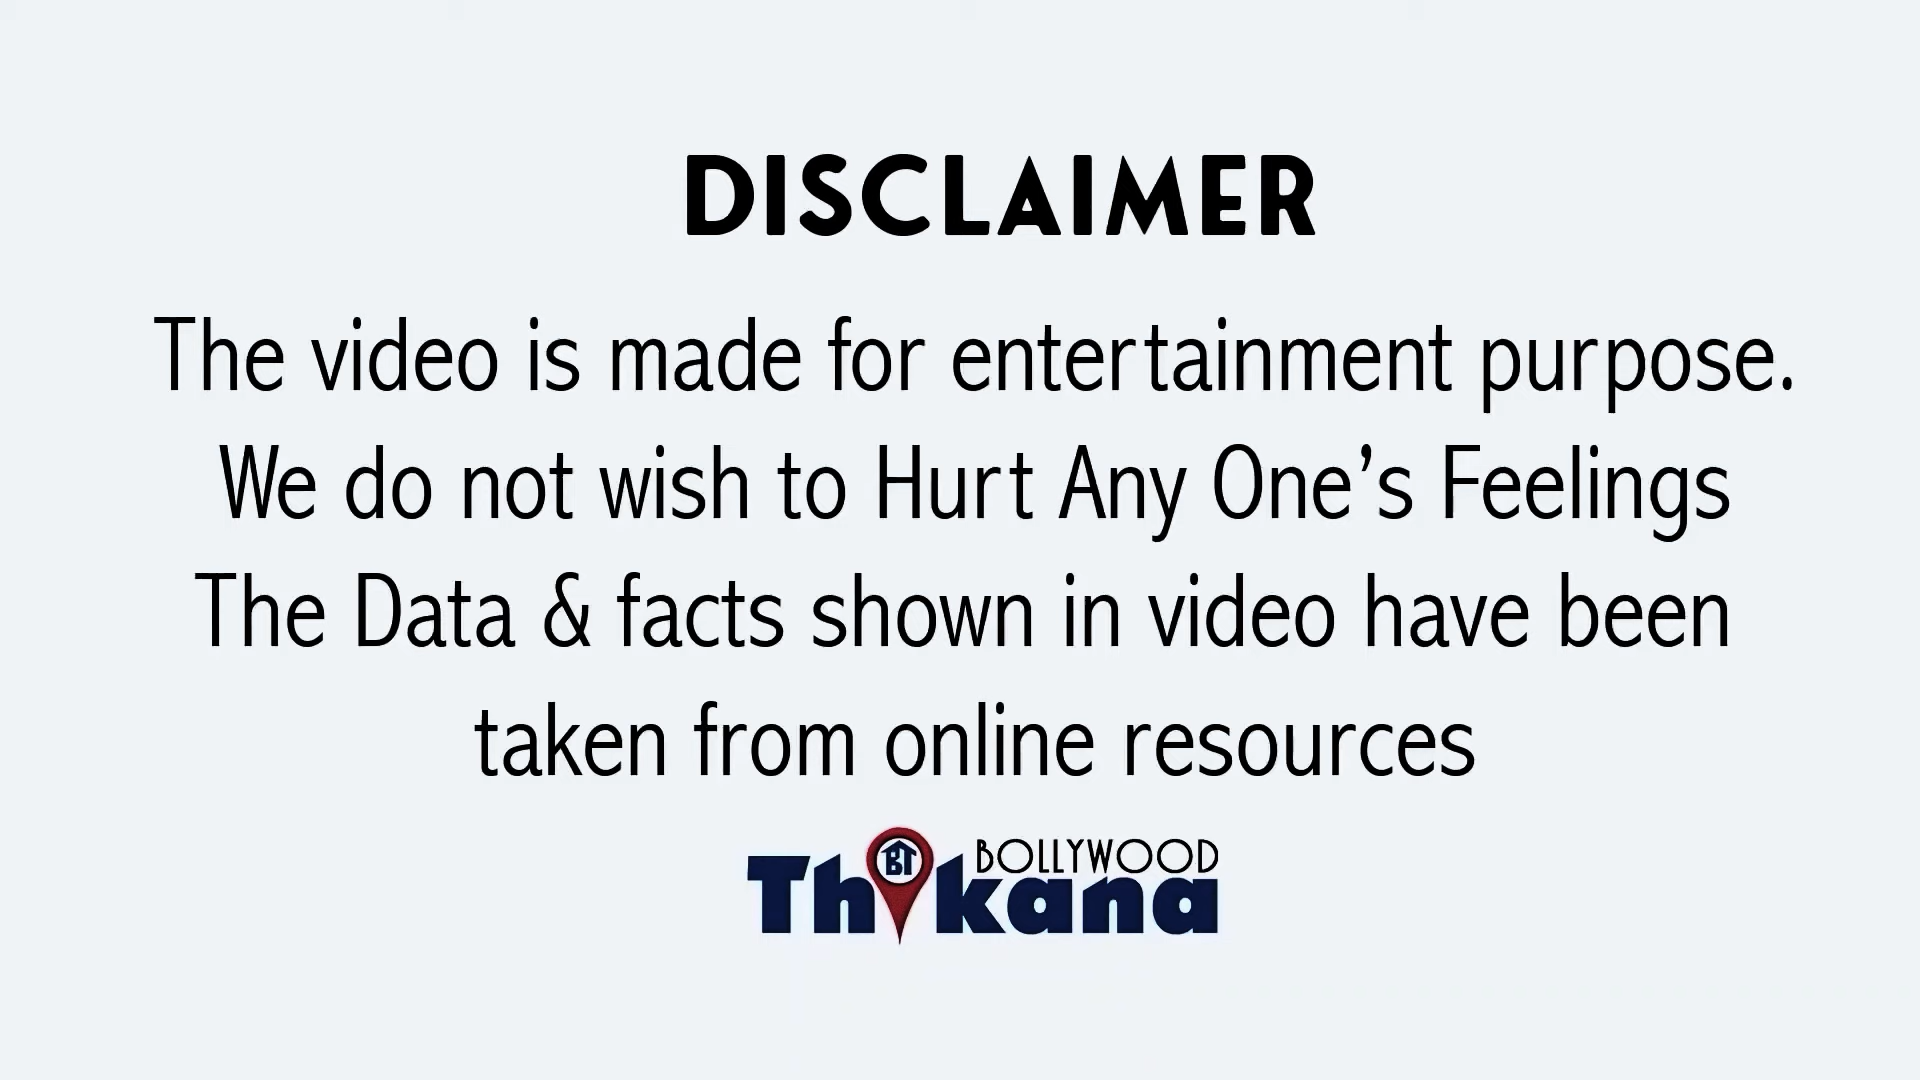 DISCLAIMER
The video is made for entertainment purpose.
We do not wish to Hurt Any One’s Feelings
The Data & facts shown in video have been
taken from online resources
BOLLYWOOD
BT
Thikana